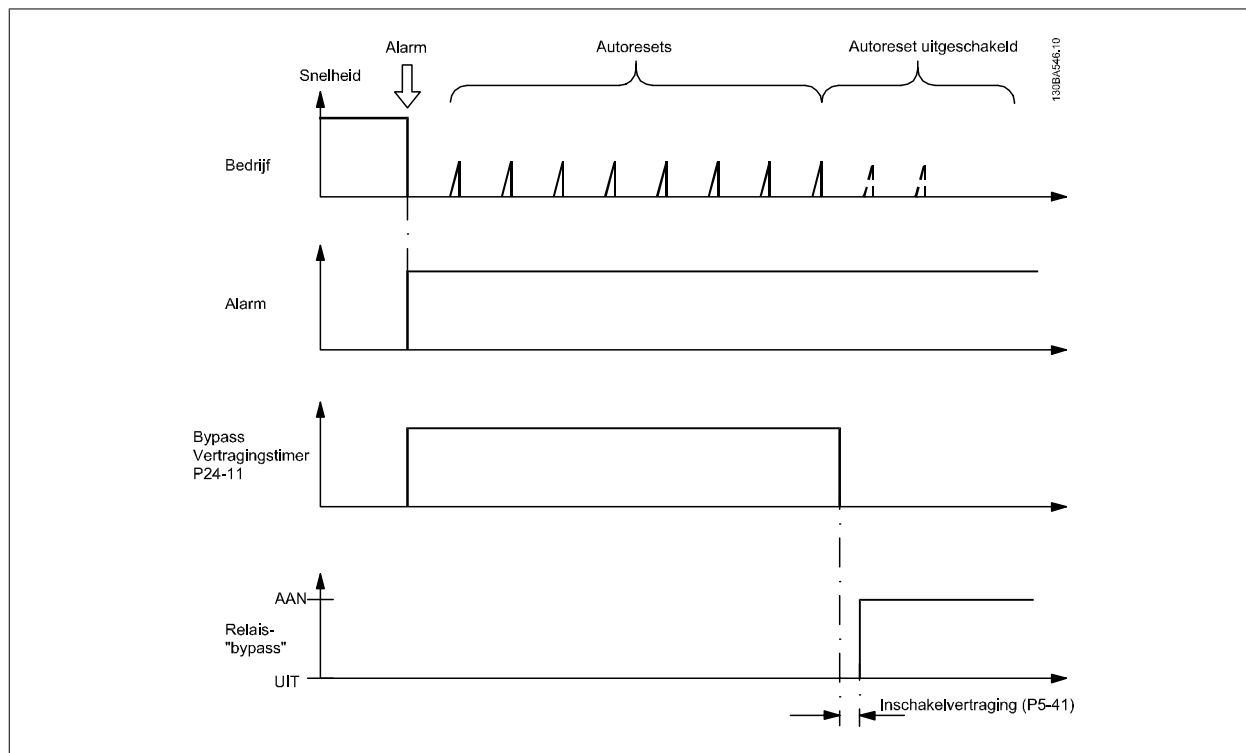 Alarm
Autoresets
Autoreset uitgeschakeld
130BA546.10
Snelheid
Bedrijf
Alarm
Bypass
Vertragingstimer
P24-11
AAN
Relais-
"bypass"
UIT
Inschakelvertraging (P5-41)